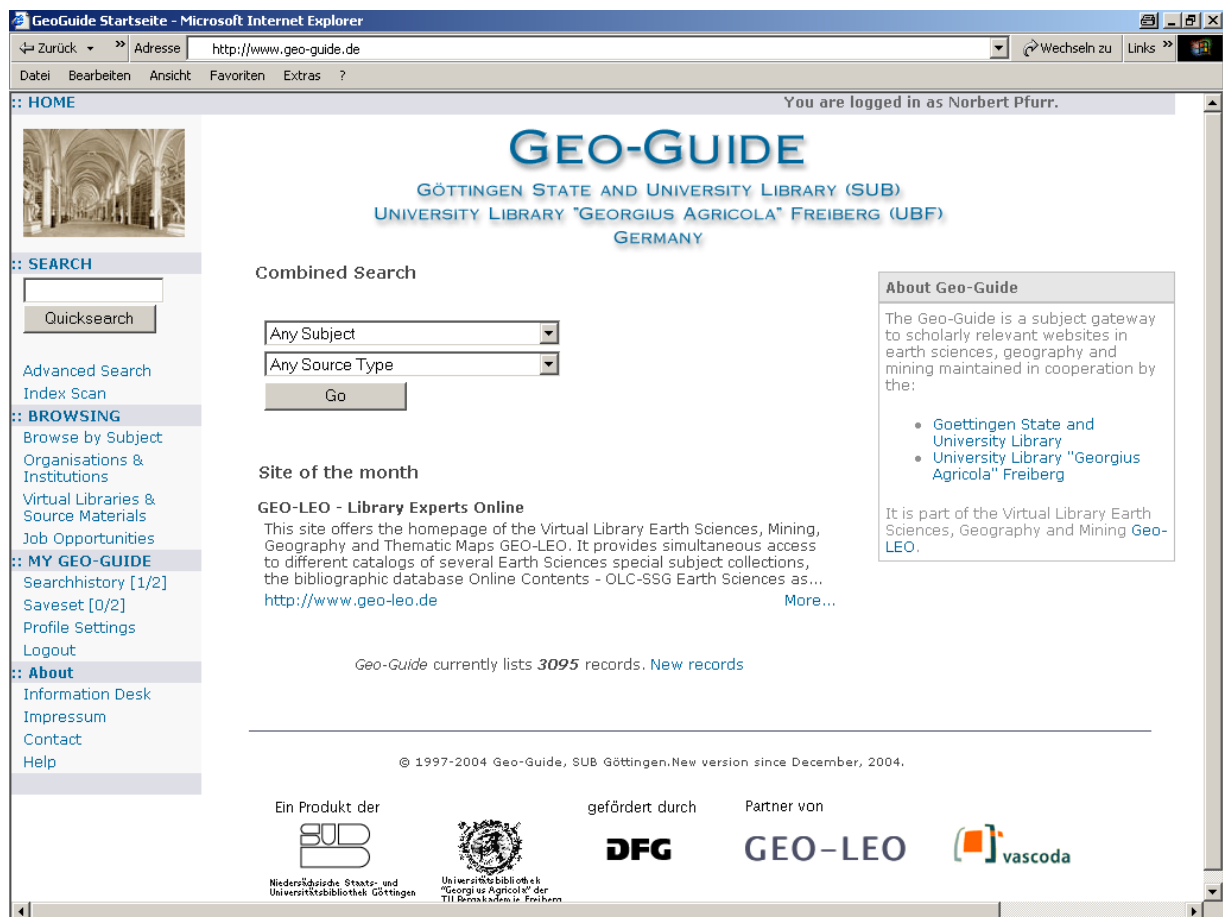 GeoGuide Startseite - Microsoft Internet Explorer
Zurück » Adresse http://www.geo-guide.de Wechseln zu Links »
Datei Bearbeiten Ansicht Favoriten Extras ?
:: HOME
You are logged in as Norbert Pfurr.
GEO-GUIDE
GÖTTINGEN STATE AND UNIVERSITY LIBRARY (SUB)
UNIVERSITY LIBRARY "GEORGIUS AGRICOLA" FREIBERG (UBF)
GERMANY
:: SEARCH
Quicksearch
Advanced Search
Index Scan
:: BROWSING
Browse by Subject
Organisations &
Institutions
Virtual Libraries &
Source Materials
Job Opportunities
:: MY GEO-GUIDE
Searchhistory [1/2]
Saveset [0/2]
Profile Settings
Logout
:: About
Information Desk
Impressum
Contact
Help
Combined Search
Any Subject
Any Source Type
Go
Site of the month
GEO-LEO - Library Experts Online
This site offers the homepage of the Virtual Library Earth Sciences, Mining,
Geography and Thematic Maps GEO-LEO. It provides simultaneous access
to different catalogs of several Earth Sciences special subject collections,
the bibliographic database Online Contents - OLC-SSG Earth Sciences as...
http://www.geo-leo.de More...
Geo-Guide currently lists 3095 records. New records
About Geo-Guide
The Geo-Guide is a subject gateway
to scholarly relevant websites in
earth sciences, geography and
mining maintained in cooperation by
the:
• Goettingen State and
University Library
• University Library "Georgius
Agricola" Freiberg
It is part of the Virtual Library Earth
Sciences, Geography and Mining Geo-
LEO.
© 1997-2004 Geo-Guide, SUB Göttingen.New version since December, 2004.
Ein Produkt der
SUB
Niedersächsische Staats- und
Universitätsbibliothek Göttingen
Universitätsbibliothek
"Georgius Agricola" der
TU Bergakademie Freiberg
gefördert durch
DFG
Partner von
GEO-LEO
vascoda